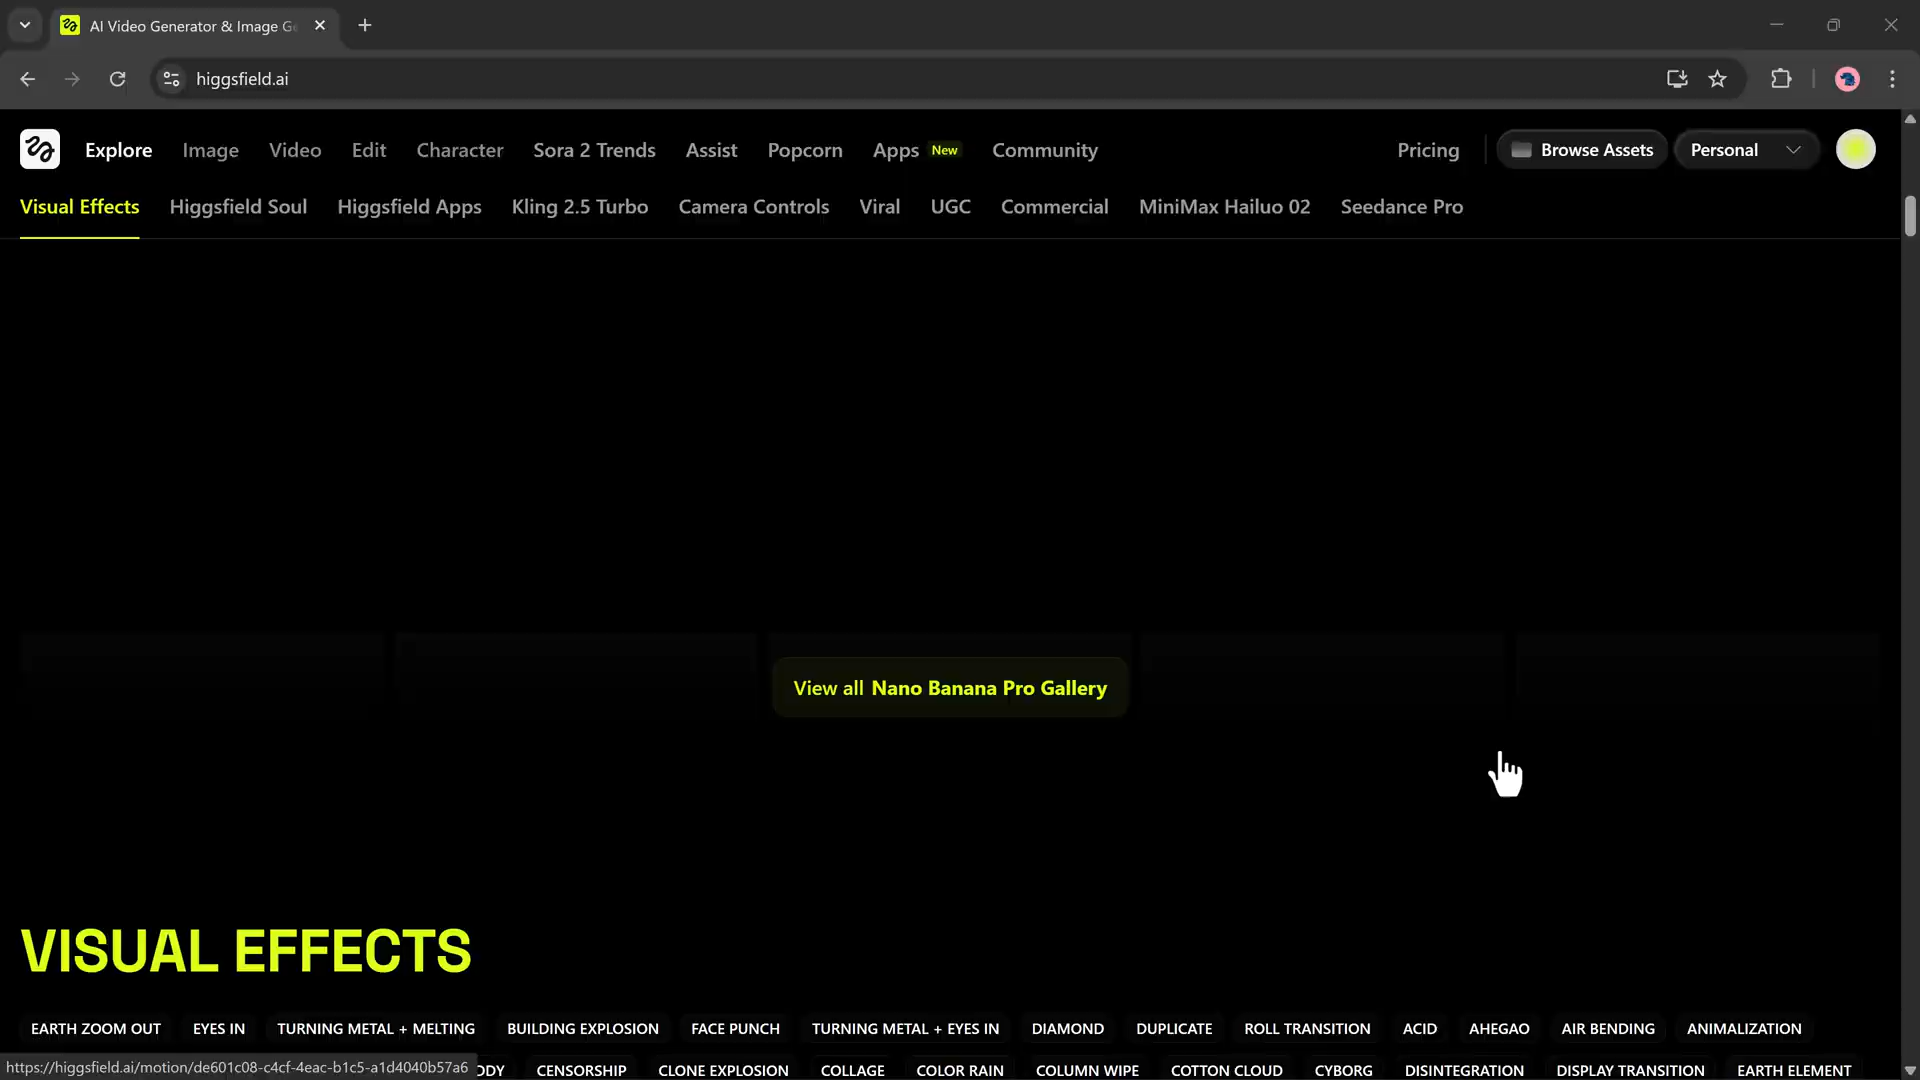 AI Video Generator & Image Ge
higgsfield.ai
Explore Image Video Edit Character Sora 2 Trends Assist Popcorn Apps New Community Pricing Browse Assets Personal
Visual Effects Higgsfield Soul Higgsfield Apps Kling 2.5 Turbo Camera Controls Viral UGC Commercial MiniMax Hailuo 02 Seedance Pro
View all Nano Banana Pro Gallery
VISUAL EFFECTS
EARTH ZOOM OUT EYES IN TURNING METAL + MELTING BUILDING EXPLOSION FACE PUNCH TURNING METAL + EYES IN DIAMOND DUPLICATE ROLL TRANSITION ACID AHEGAO AIR BENDING ANIMALIZATION
https://higgsfield.ai/motion/de601c08-c4cf-4eac-b1c5-a1d4040b57a6 ODY CENSORSHIP CLONE EXPLOSION COLLAGE COLOR RAIN COLUMN WIPE COTTON CLOUD CYBORG DISINTEGRATION DISPLAY TRANSITION EARTH ELEMENT